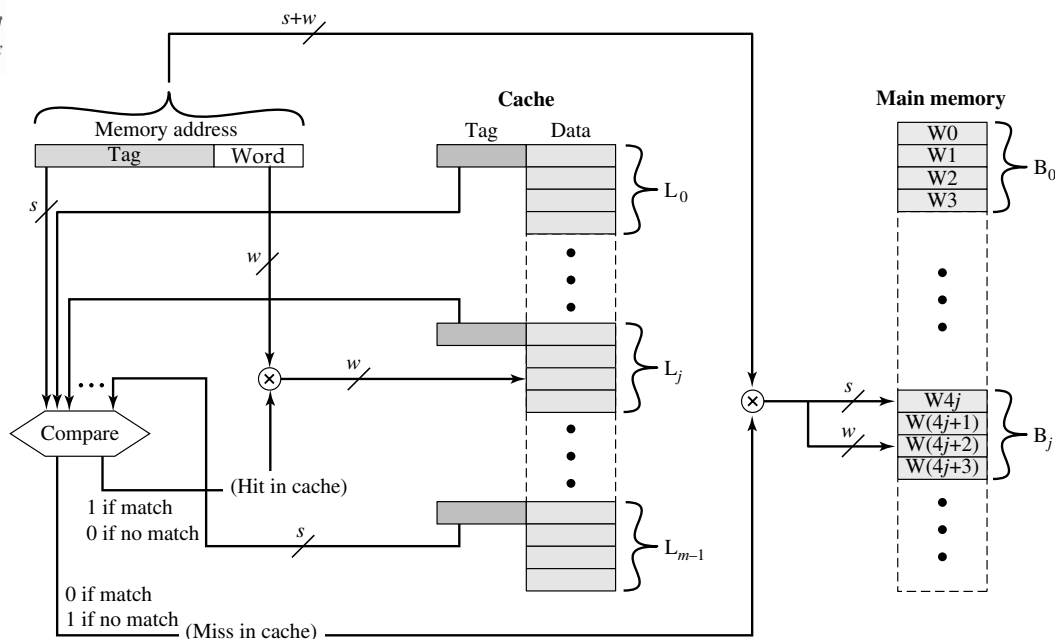 s+w
Cache
Main memory
Memory address
Tag Data
Tag Word
W0
W1
W2
W3
B0
L0
s
w
w
Lj
s
w
W4j
W(4j+1)
W(4j+2)
W(4j+3)
Bj
Compare
(Hit in cache)
1 if match
0 if no match
s
Lm–1
0 if match
1 if no match
(Miss in cache)